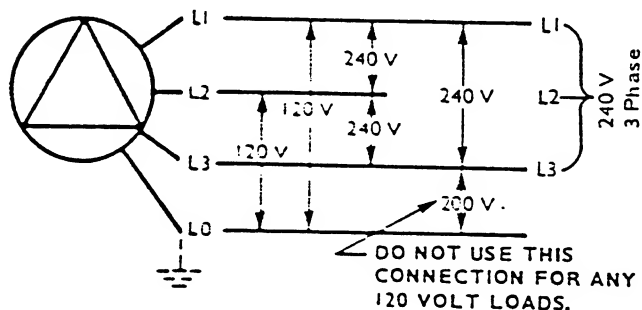 L1
L1
240 V
L2
120 V
240 V
L2
240 V
3 Phase
120 V
240 V
L3
L3
200 V.
L0
DO NOT USE THIS
CONNECTION FOR ANY
120 VOLT LOADS.